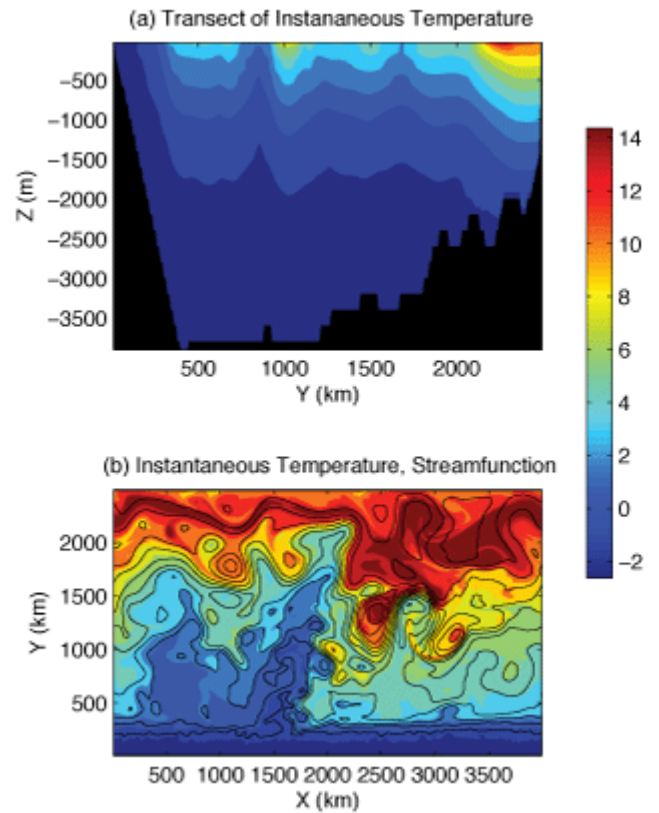 (a) Transect of Instananeous Temperature
−500
−1000
−1500
−2000
−2500
−3000
−3500
Z (m)
500 1000 1500 2000
Y (km)
14
12
10
8
6
4
2
0
−2
(b) Instantaneous Temperature, Streamfunction
2000
1500
1000
500
Y (km)
500 1000 1500 2000 2500 3000 3500
X (km)